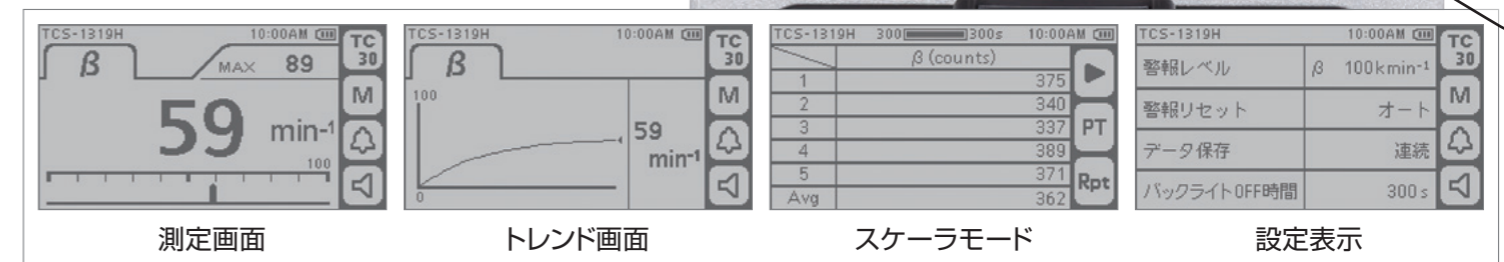 TCS-1319H 10:00AM
TC
30
β
MAX 89
M
59 min-1
100
測定画面
TCS-1319H 10:00AM
TC
30
β
100
M
59
min-1
0
トレンド画面
TCS-1319H 300 300s 10:00AM
β (counts)
1 375
2 340
3 337
PT
4 389
5 371
Rpt
Avg 362
スケーラモード
TCS-1319H 10:00AM
TC
30
警報レベル β 100kmin-1
M
警報リセット オート
データ保存 連続
バックライトOFF時間 300s
設定表示